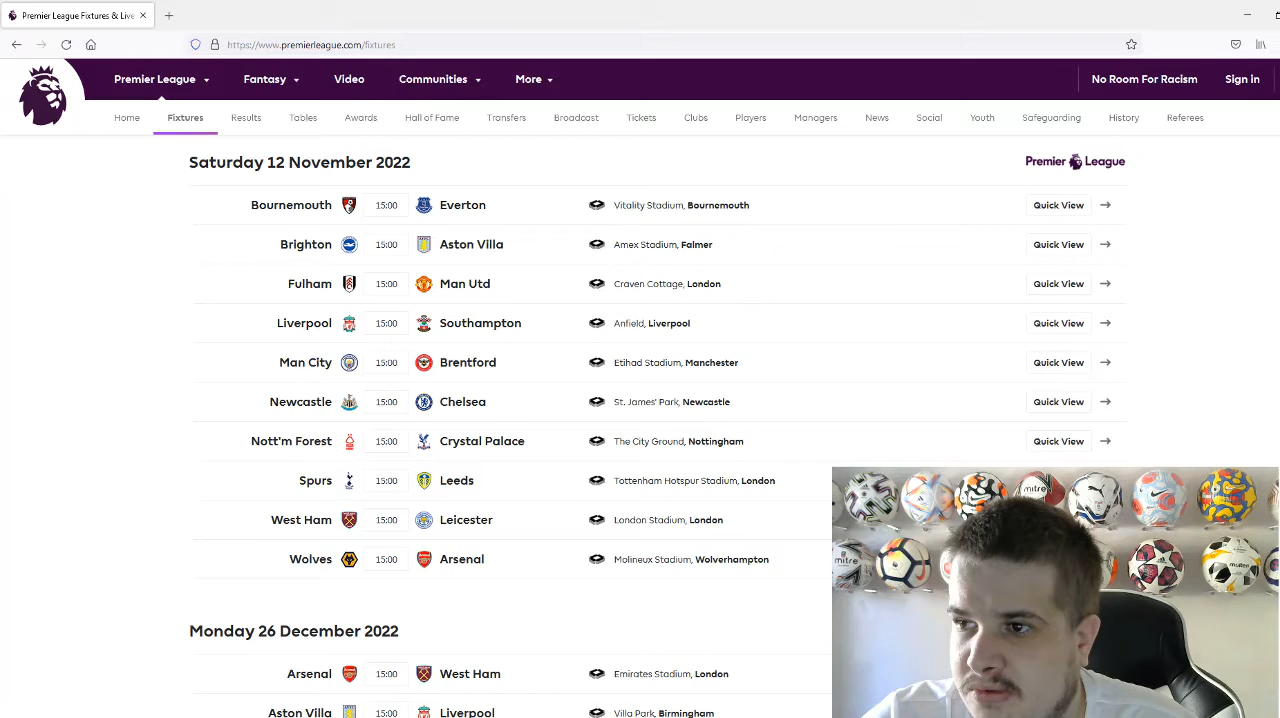 Premier League Fixtures & Live
https://www.premierleague.com/fixtures
Premier League Fantasy Video Communities More No Room For Racism Sign in
Home Fixtures Results Tables Awards Hall of Fame Transfers Broadcast Tickets Clubs Players Managers News Social Youth Safeguarding History Referees
Saturday 12 November 2022 Premier League
Bournemouth 15:00 Everton Vitality Stadium, Bournemouth Quick View
Brighton 15:00 Aston Villa Amex Stadium, Falmer Quick View
Fulham 15:00 Man Utd Craven Cottage, London Quick View
Liverpool 15:00 Southampton Anfield, Liverpool Quick View
Man City 15:00 Brentford Etihad Stadium, Manchester Quick View
Newcastle 15:00 Chelsea St. James' Park, Newcastle Quick View
Nott'm Forest 15:00 Crystal Palace The City Ground, Nottingham Quick View
Spurs 15:00 Leeds Tottenham Hotspur Stadium, London
West Ham 15:00 Leicester London Stadium, London
Wolves 15:00 Arsenal Molineux Stadium, Wolverhampton
Monday 26 December 2022
Arsenal 15:00 West Ham Emirates Stadium, London
Aston Villa 15:00 Liverpool Villa Park, Birmingham
mitre
mitre
molten